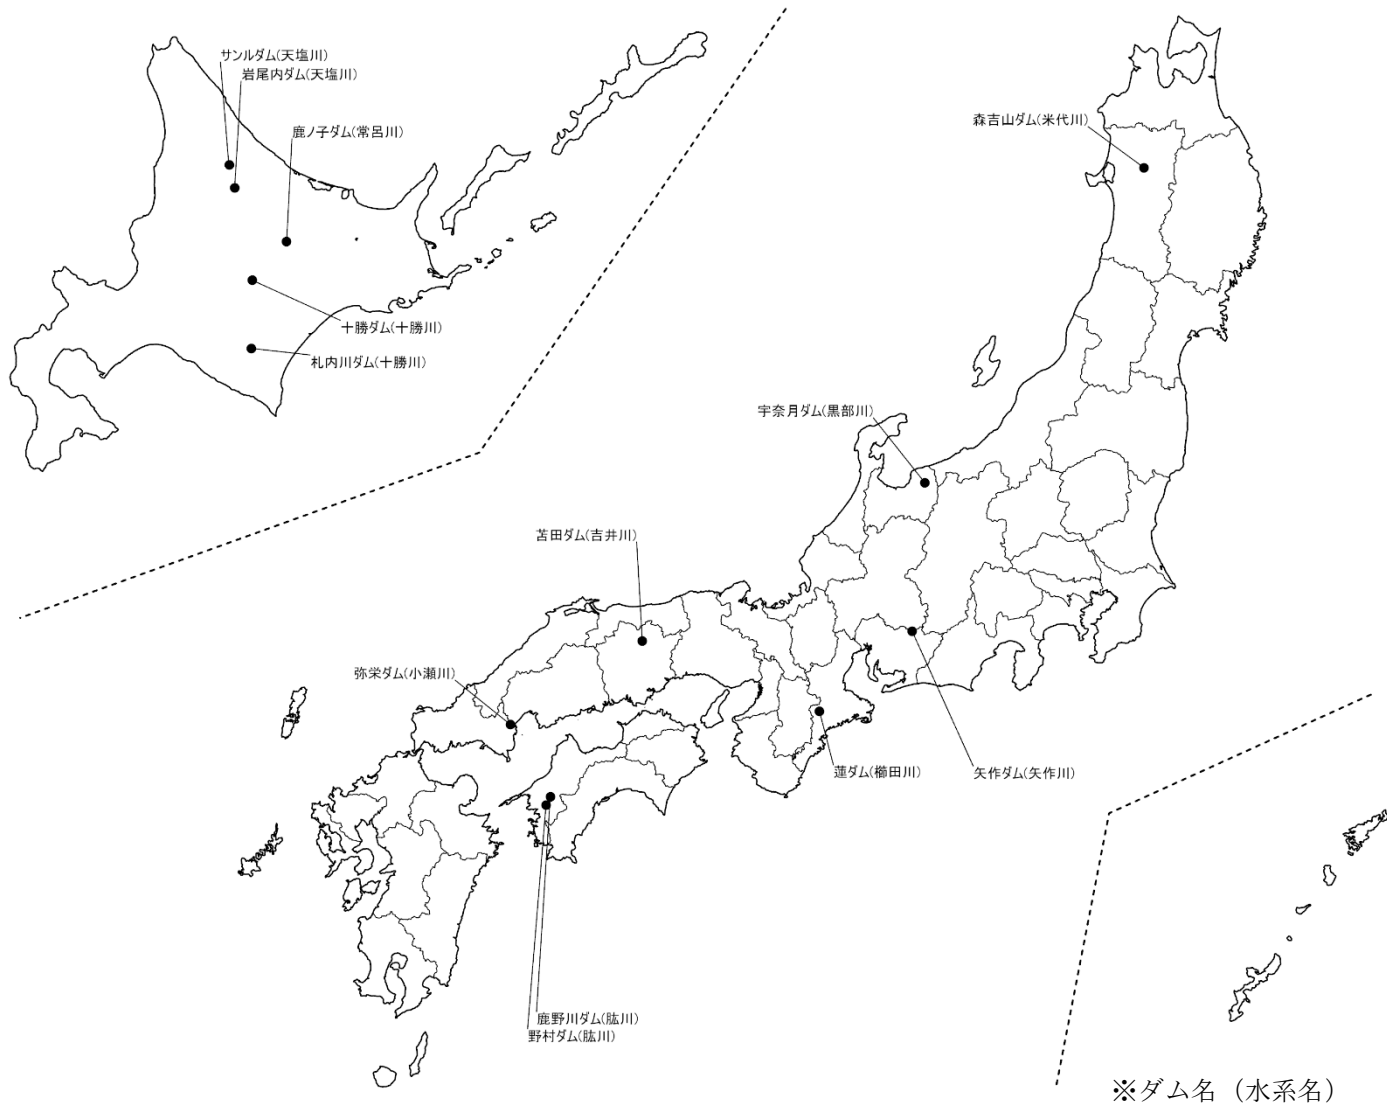 サンルダム(天塩川)
岩尾内ダム(天塩川)
鹿ノ子ダム(常呂川)
森吉山ダム(米代川)
十勝ダム(十勝川)
札内川ダム(十勝川)
宇奈月ダム(黒部川)
苫田ダム(吉井川)
弥栄ダム(小瀬川)
蓮ダム(櫛田川)
矢作ダム(矢作川)
鹿野川ダム(肱川)
野村ダム(肱川)
※ダム名（水系名）